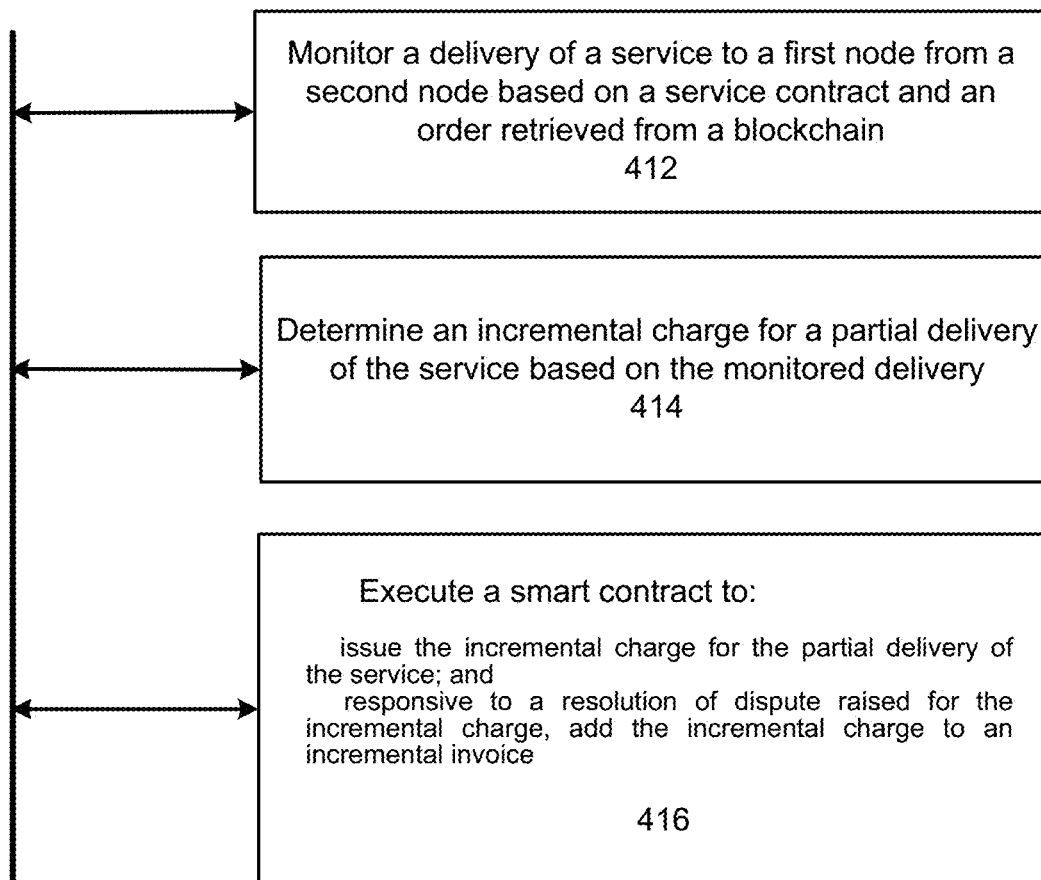 Monitor a delivery of a service to a first node from a
second node based on a service contract and an
order retrieved from a blockchain
412
Determine an incremental charge for a partial delivery
of the service based on the monitored delivery
414
Execute a smart contract to:
issue the incremental charge for the partial delivery of
the service; and
responsive to a resolution of dispute raised for the
incremental charge, add the incremental charge to an
incremental invoice
416